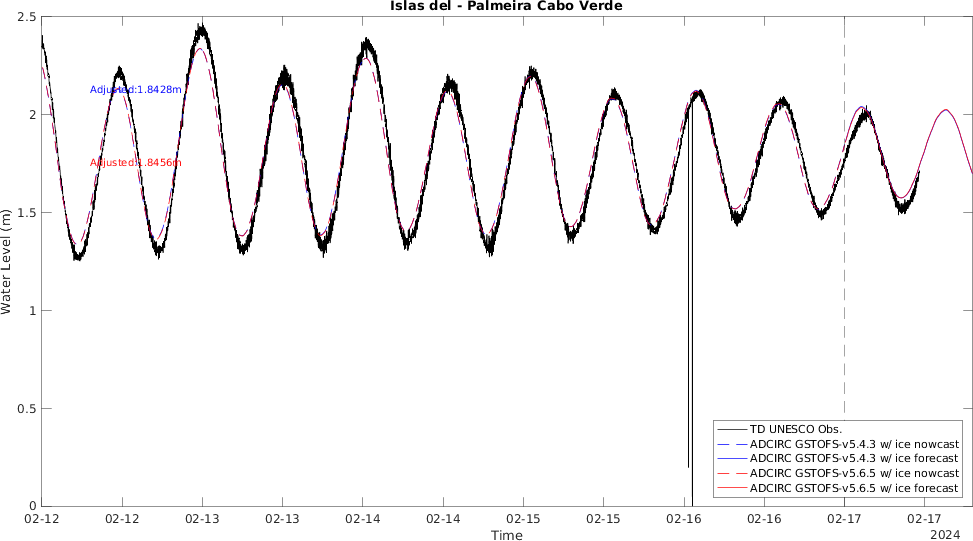 Islas del - Palmeira Cabo Verde
2.5
2
1.5
1
0.5
0
Water Level (m)
Adjusted:1.8428m
Adjusted:1.8456m
TD UNESCO Obs.
ADCIRC GSTOFS-v5.4.3 w/ ice nowcast
ADCIRC GSTOFS-v5.4.3 w/ ice forecast
ADCIRC GSTOFS-v5.6.5 w/ ice nowcast
ADCIRC GSTOFS-v5.6.5 w/ ice forecast
02-12 02-12 02-13 02-13 02-14 02-14 02-15 02-15 02-16 02-16 02-17 02-17
Time
2024